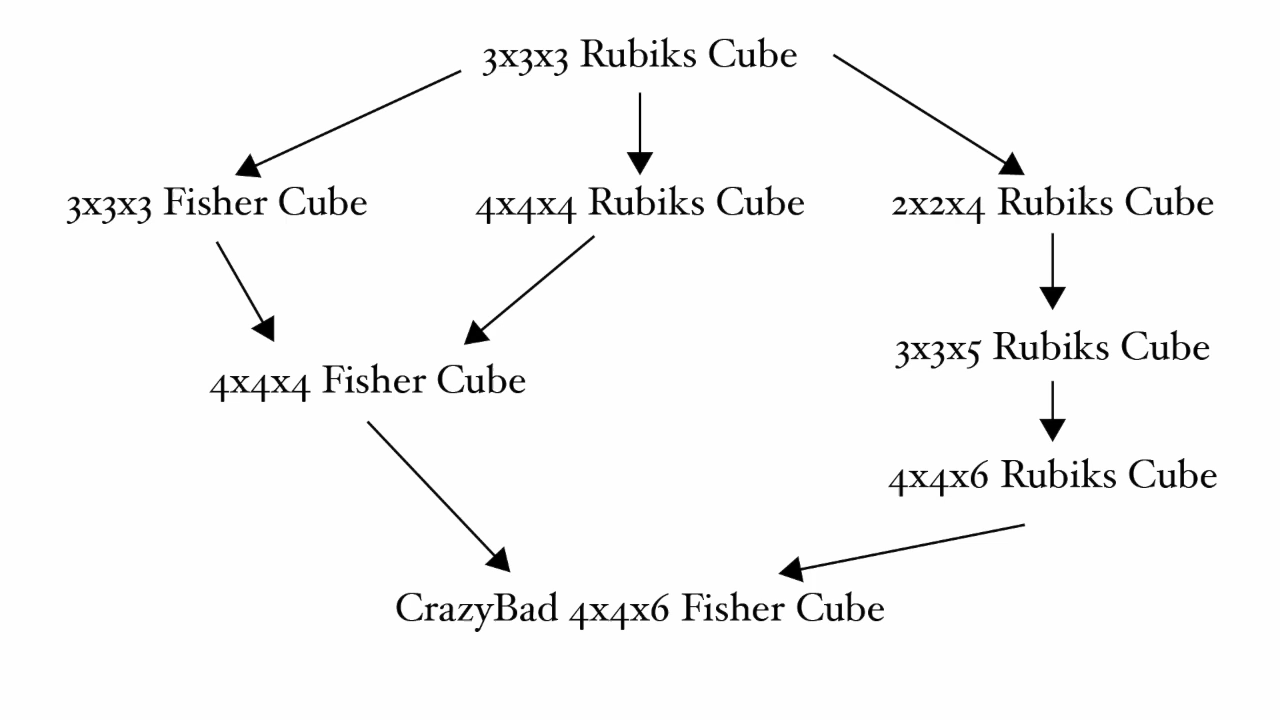 3x3x3 Rubiks Cube
3x3x3 Fisher Cube
4x4x4 Rubiks Cube
2x2x4 Rubiks Cube
3x3x5 Rubiks Cube
4x4x4 Fisher Cube
4x4x6 Rubiks Cube
CrazyBad 4x4x6 Fisher Cube